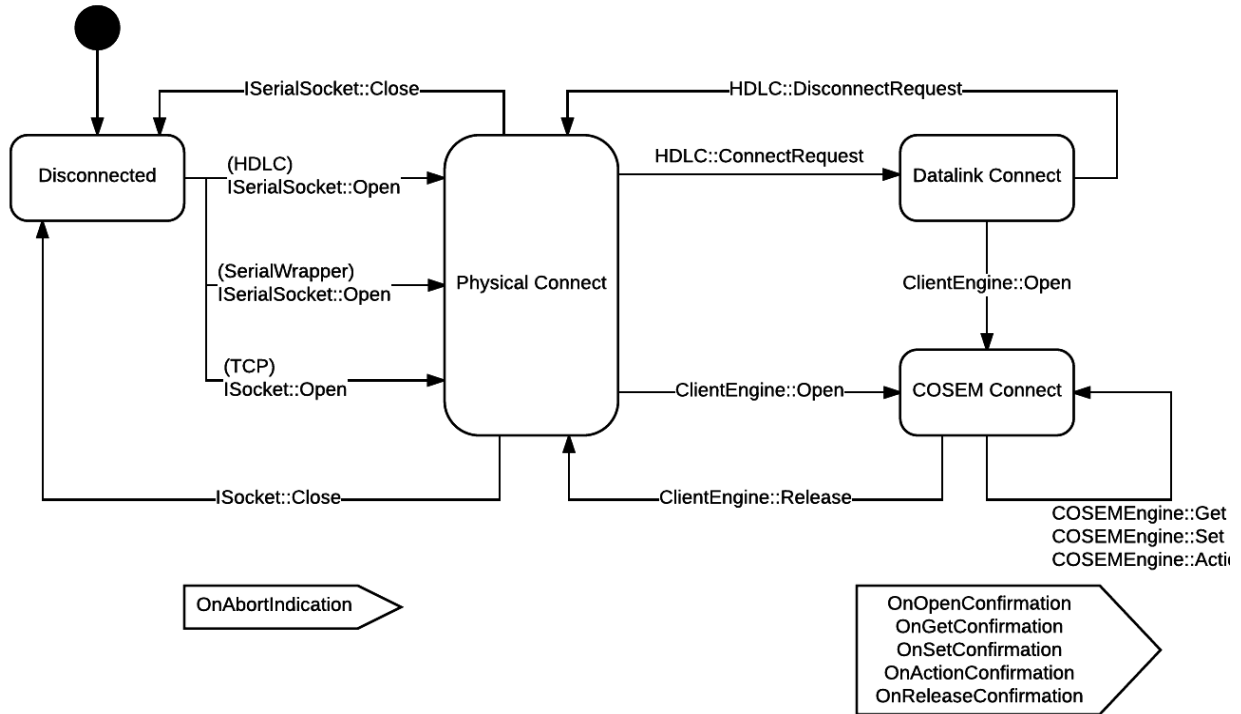 ISerialSocket::Close
HDLC::DisconnectRequest
Disconnected
(HDLC)
ISerialSocket::Open
HDLC::ConnectRequest
Datalink Connect
(SerialWrapper)
ISerialSocket::Open
Physical Connect
ClientEngine::Open
(TCP)
ISocket::Open
ClientEngine::Open
COSEM Connect
ISocket::Close
ClientEngine::Release
COSEMEngine::Get
COSEMEngine::Set
COSEMEngine::Acti
OnAbortIndication
OnOpenConfirmation
OnGetConfirmation
OnSetConfirmation
OnActionConfirmation
OnReleaseConfirmation